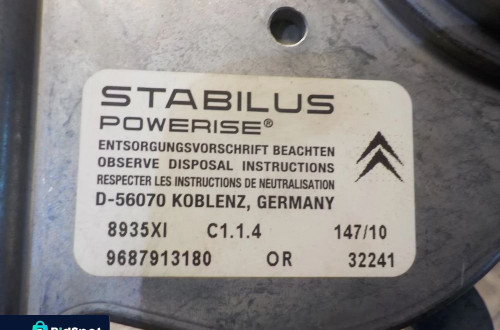 STABILUS
POWERISE®
ENTSORGUNGSVORSCHRIFT BEACHTEN
OBSERVE DISPOSAL INSTRUCTIONS
RESPECTER LES INSTRUCTIONS DE NEUTRALISATION
D-56070 KOBLENZ, GERMANY
8935XI C1.1.4 147/10
9687913180 OR 32241
BidSpot